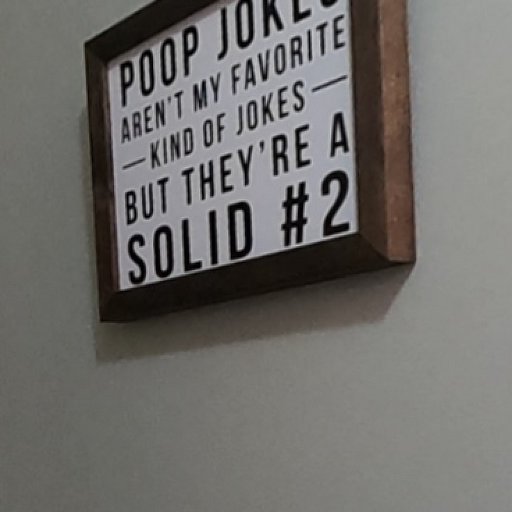 POOP JOKES
AREN'T MY FAVORITE
—KIND OF JOKES—
BUT THEY'RE A
SOLID #2